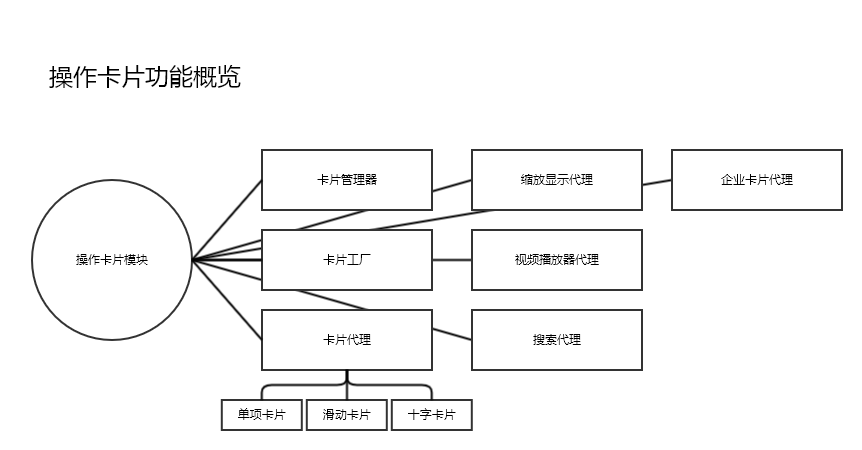 操作卡片功能概览
卡片管理器
缩放显示代理
企业卡片代理
操作卡片模块
卡片工厂
视频播放器代理
卡片代理
搜索代理
单项卡片
滑动卡片
十字卡片